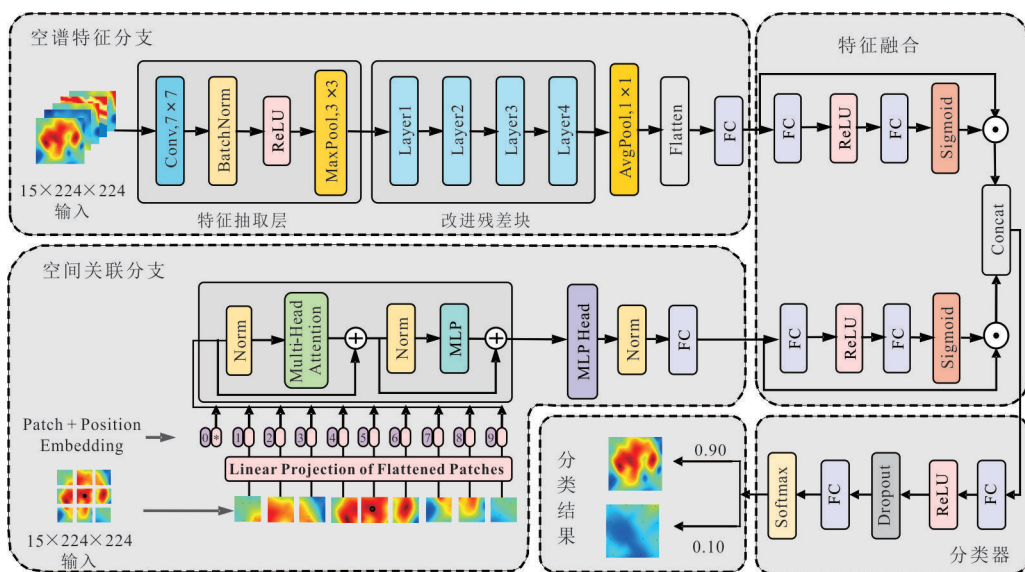 空谱特征分支
Conv,7×7
BatchNorm
ReLU
MaxPool,3×3
特征抽取层
Layer1
Layer2
Layer3
Layer4
改进残差块
AvgPool,1×1
Flatten
FC
15×224×224
输入
特征融合
FC
ReLU
FC
Sigmoid
Concat
FC
ReLU
FC
Sigmoid
空间关联分支
Norm
Multi-Head
Attention
Norm
MLP
MLP Head
Norm
FC
Patch + Position
Embedding
0 * 1 2 3 4 5 6 7 8 9
Linear Projection of Flattened Patches
15×224×224
输入
分类结果
0.90
0.10
Softmax
FC
Dropout
ReLU
FC
分类器